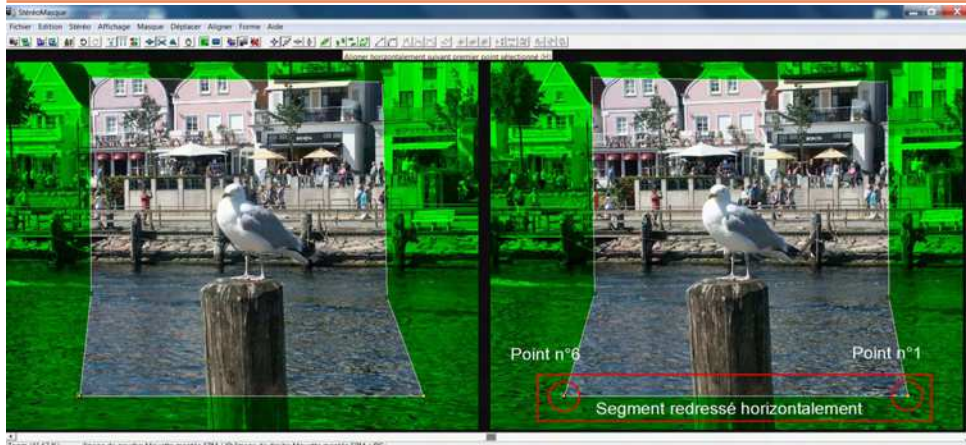 StéréoMasque
Fichier Edition Stéréo Affichage Masque Déplacer Aligner Forme Aide
Aligner horizontalement suivant premier point sélectionné
Point n°6
Point n°1
Segment redressé horizontalement